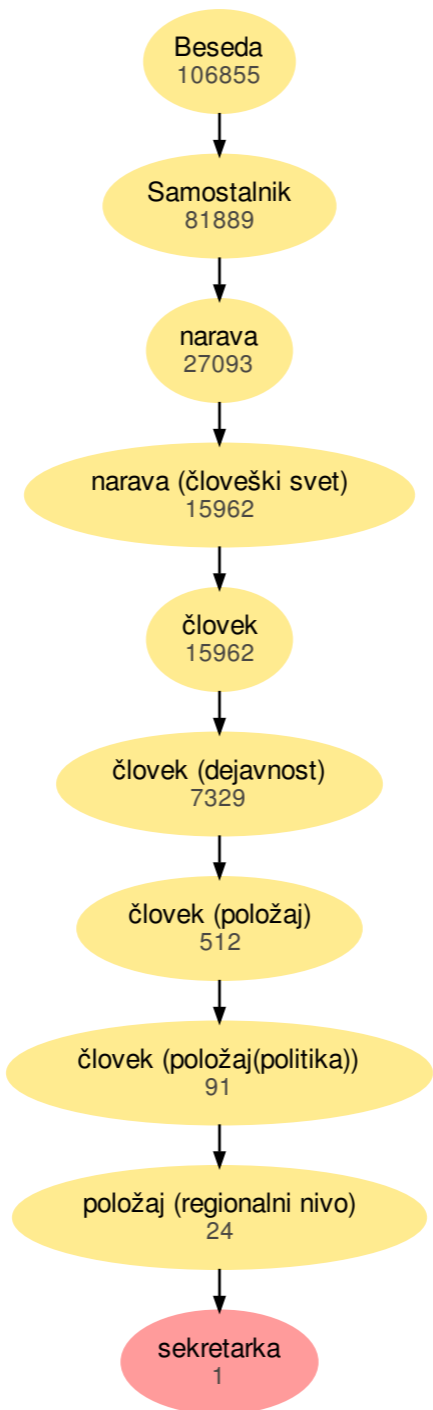 Beseda
106855
Samostalnik
81889
narava
27093
narava (človeški svet)
15962
človek
15962
človek (dejavnost)
7329
človek (položaj)
512
človek (položaj(politika))
91
položaj (regionalni nivo)
24
sekretarka
1